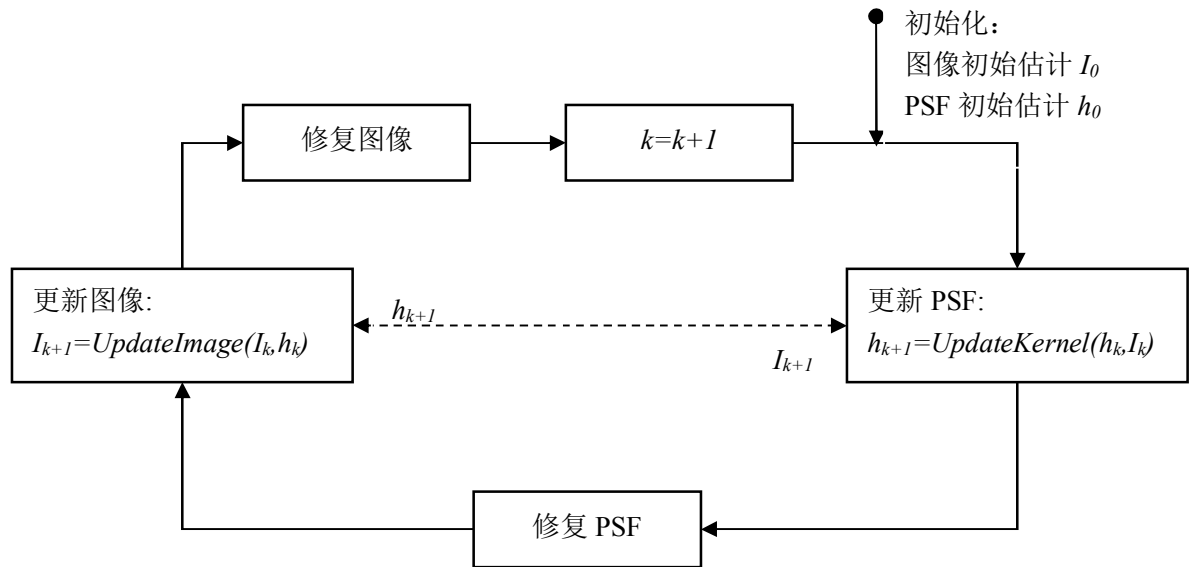 初始化:
图像初始估计 I0
PSF 初始估计 h0
修复图像
k=k+1
更新图像:
Ik+1=UpdateImage(Ik,hk)
hk+1
Ik+1
更新 PSF:
hk+1=UpdateKernel(hk,Ik)
修复 PSF